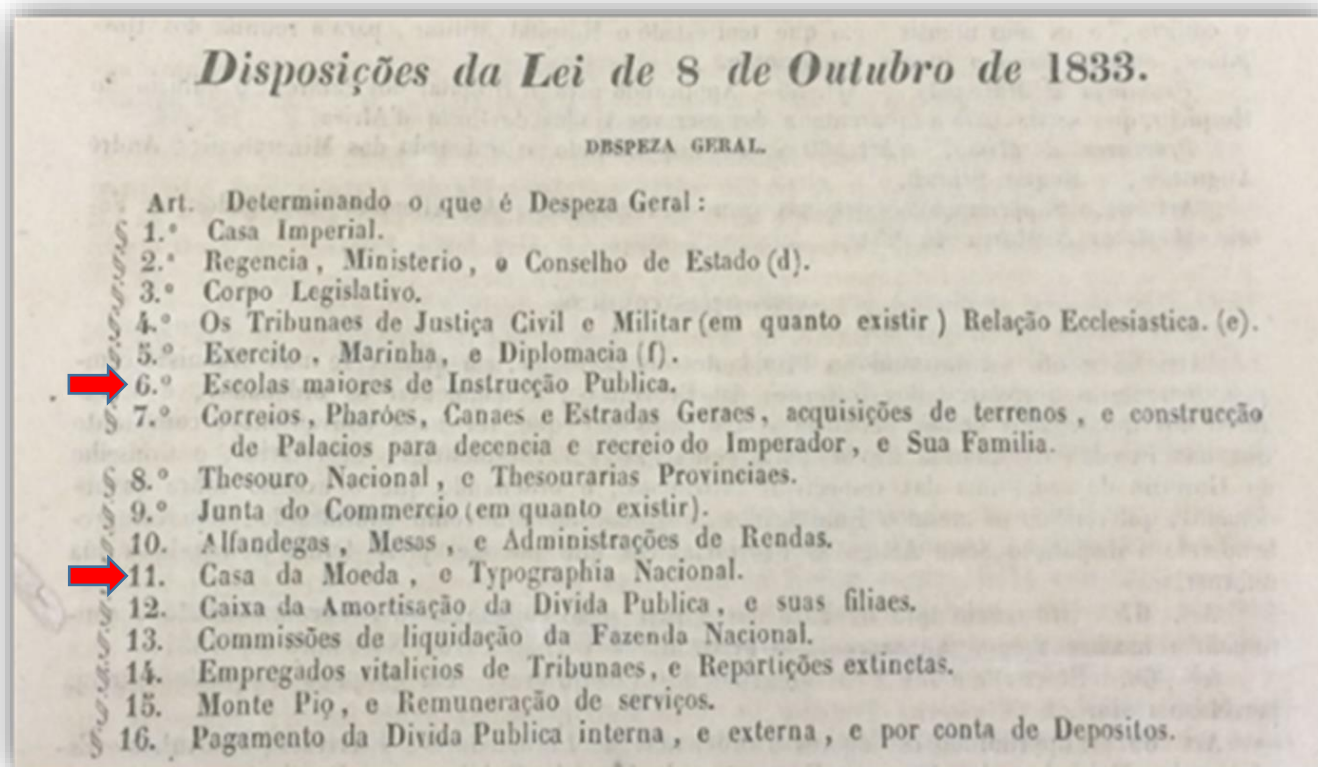 Disposições da Lei de 8 de Outubro de 1833.
DESPEZA GERAL.
Art. Determinando o que é Despeza Geral :
§ 1.º Casa Imperial.
§ 2.º Regencia, Ministerio, e Conselho de Estado (d).
§ 3.º Corpo Legislativo.
§ 4.º Os Tribunaes de Justiça Civil e Militar (em quanto existir) Relação Ecclesiastica. (e).
§ 5.º Exercito, Marinha, e Diplomacia (f).
§ 6.º Escolas maiores de Instrucção Publica.
§ 7.º Correios, Pharóes, Canaes e Estradas Geraes, acquisições de terrenos, e construcção
de Palacios para decencia e recreio do Imperador, e Sua Familia.
§ 8.º Thesouro Nacional, e Thesourarias Provinciaes.
§ 9.º Junta do Commercio (em quanto existir).
§ 10. Alfandegas, Mesas, e Administrações de Rendas.
§ 11. Casa da Moeda, e Typographia Nacional.
§ 12. Caixa da Amortisação da Divida Publica, e suas filiaes.
§ 13. Commissões de liquidação da Fazenda Nacional.
§ 14. Empregados vitalicios de Tribunaes, e Repartições extinctas.
§ 15. Monte Pio, e Remuneração de serviços.
§ 16. Pagamento da Divida Publica interna, e externa, e por conta de Depositos.